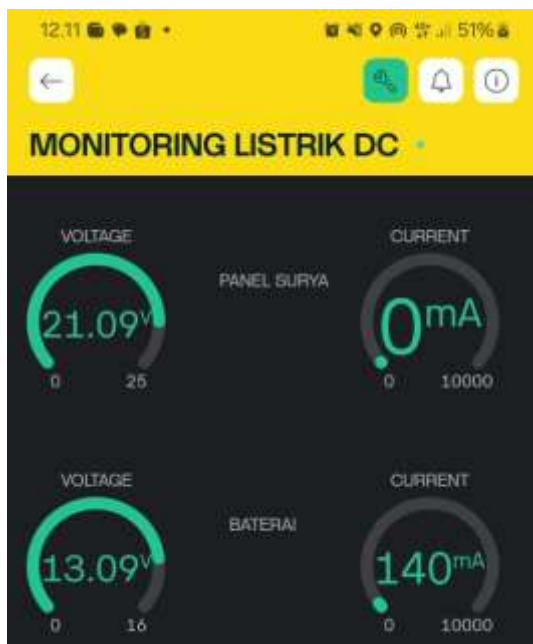 12.11 51%
MONITORING LISTRIK DC
VOLTAGE CURRENT
PANEL SURYA
21.09V 0mA
0 25 0 10000
VOLTAGE CURRENT
BATERAI
13.09V 140mA
0 16 0 10000